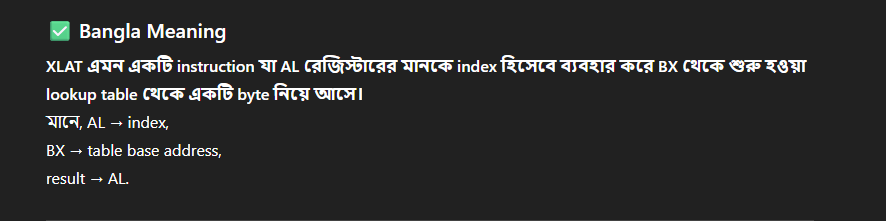 ✅ Bangla Meaning
XLAT এমন একটি instruction যা AL রেজিস্টারের মানকে index হিসেবে ব্যবহার করে BX থেকে শুরু হওয়া
lookup table থেকে একটি byte নিয়ে আসে।
মানে, AL → index,
BX → table base address,
result → AL.